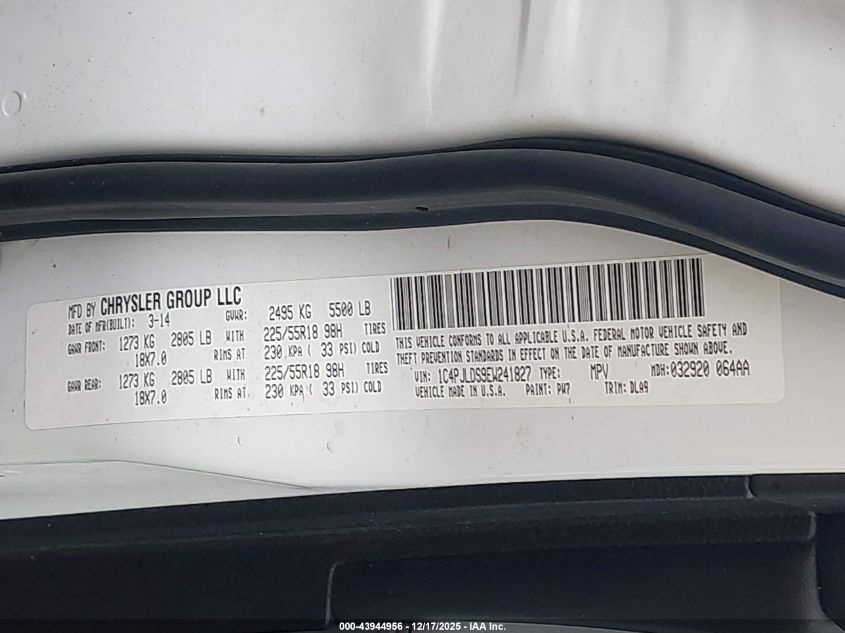 MFD BY CHRYSLER GROUP LLC
DATE OF MFR(BUILT): 3-14 GVWR: 2495 KG 5500 LB
GAWR FRONT: 1273 KG 2805 LB WITH 225/55R18 98H TIRES
18X7.0 RIMS AT 230 KPA ( 33 PSI) COLD
GAWR REAR: 1273 KG 2805 LB WITH 225/55R18 98H TIRES
18X7.0 RIMS AT. 230 KPA ( 33 PSI) COLD
THIS VEHICLE CONFORMS TO ALL APPLICABLE U.S.A. FEDERAL MOTOR VEHICLE SAFETY AND
THEFT PREVENTION STANDARDS IN EFFECT ON THE DATE OF MANUFACTURE SHOWN ABOVE.
VIN: 1C4PJLDS9EW241827 TYPE: MPV MDH: 032920 064AA
VEHICLE MADE IN U.S.A. PAINT: PW7 TRIM: DLA9
000-43944956 - 12/17/2025 - IAA Inc.